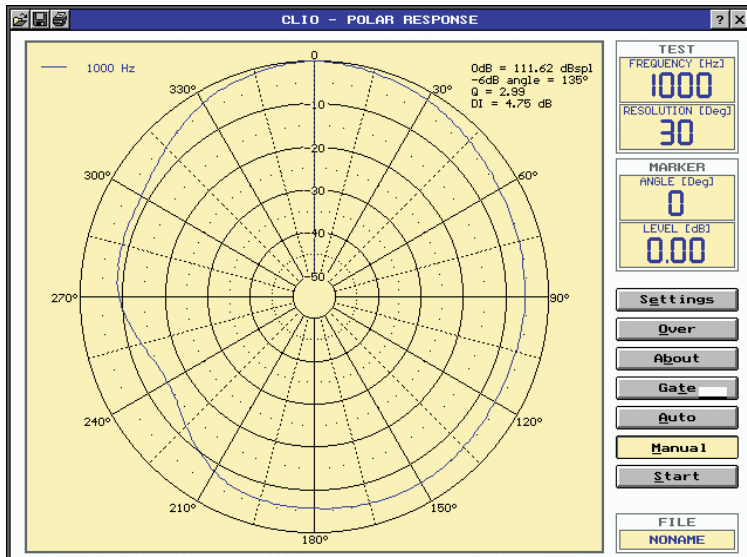 CLIO - POLAR RESPONSE
? X
1000 Hz
0dB = 111.62 dBspl
-6dB angle = 135°
Q = 2.99
DI = 4.75 dB
0
330°
30°
-10
-20
300°
60°
-30
-40
-50
270°
90°
240°
120°
210°
150°
180°
TEST
FREQUENCY [Hz]
1000
RESOLUTION [Deg]
30
MARKER
ANGLE [Deg]
0
LEVEL [dB]
0.00
Settings
Over
About
Gate
Auto
Manual
Start
FILE
NONAME